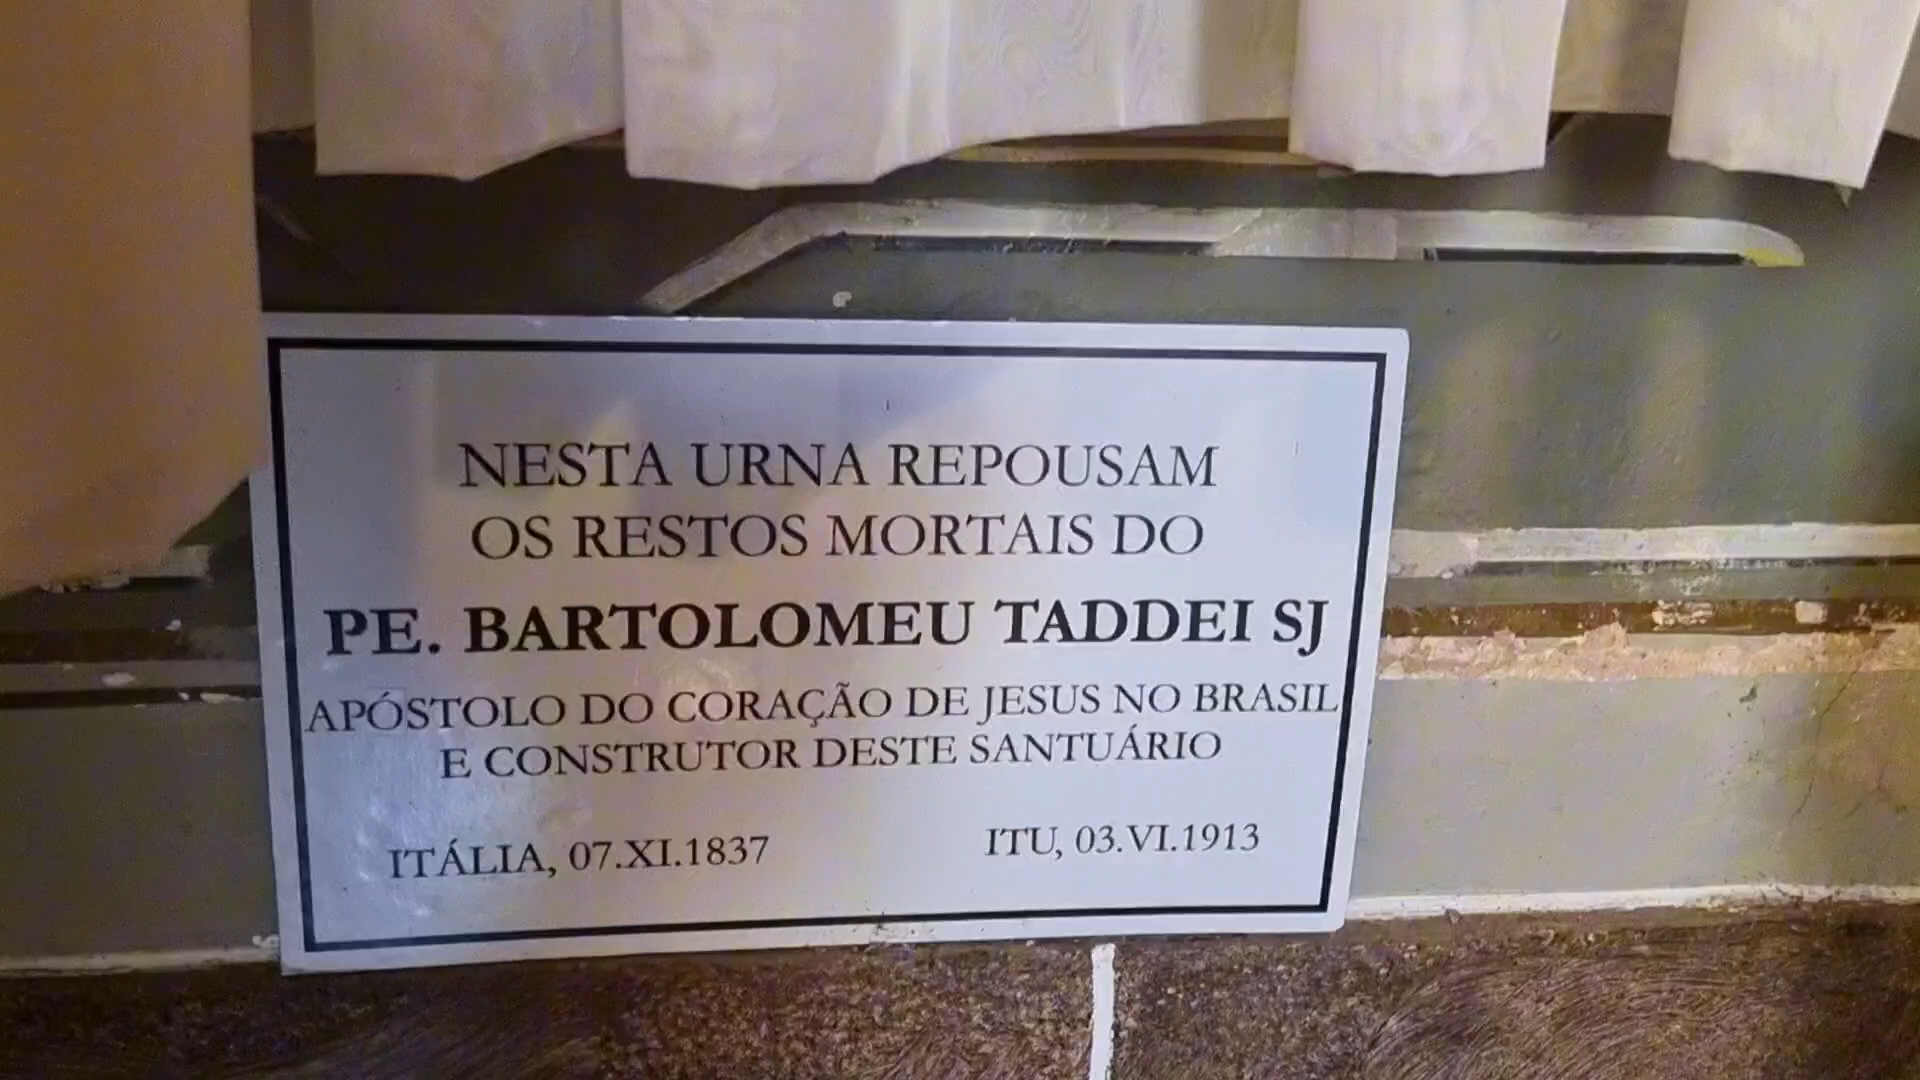 NESTA URNA REPOUSAM
OS RESTOS MORTAIS DO
PE. BARTOLOMEU TADDEI SJ
APÓSTOLO DO CORAÇÃO DE JESUS NO BRASIL
E CONSTRUTOR DESTE SANTUÁRIO
ITÁLIA, 07.XI.1837 ITU, 03.VI.1913